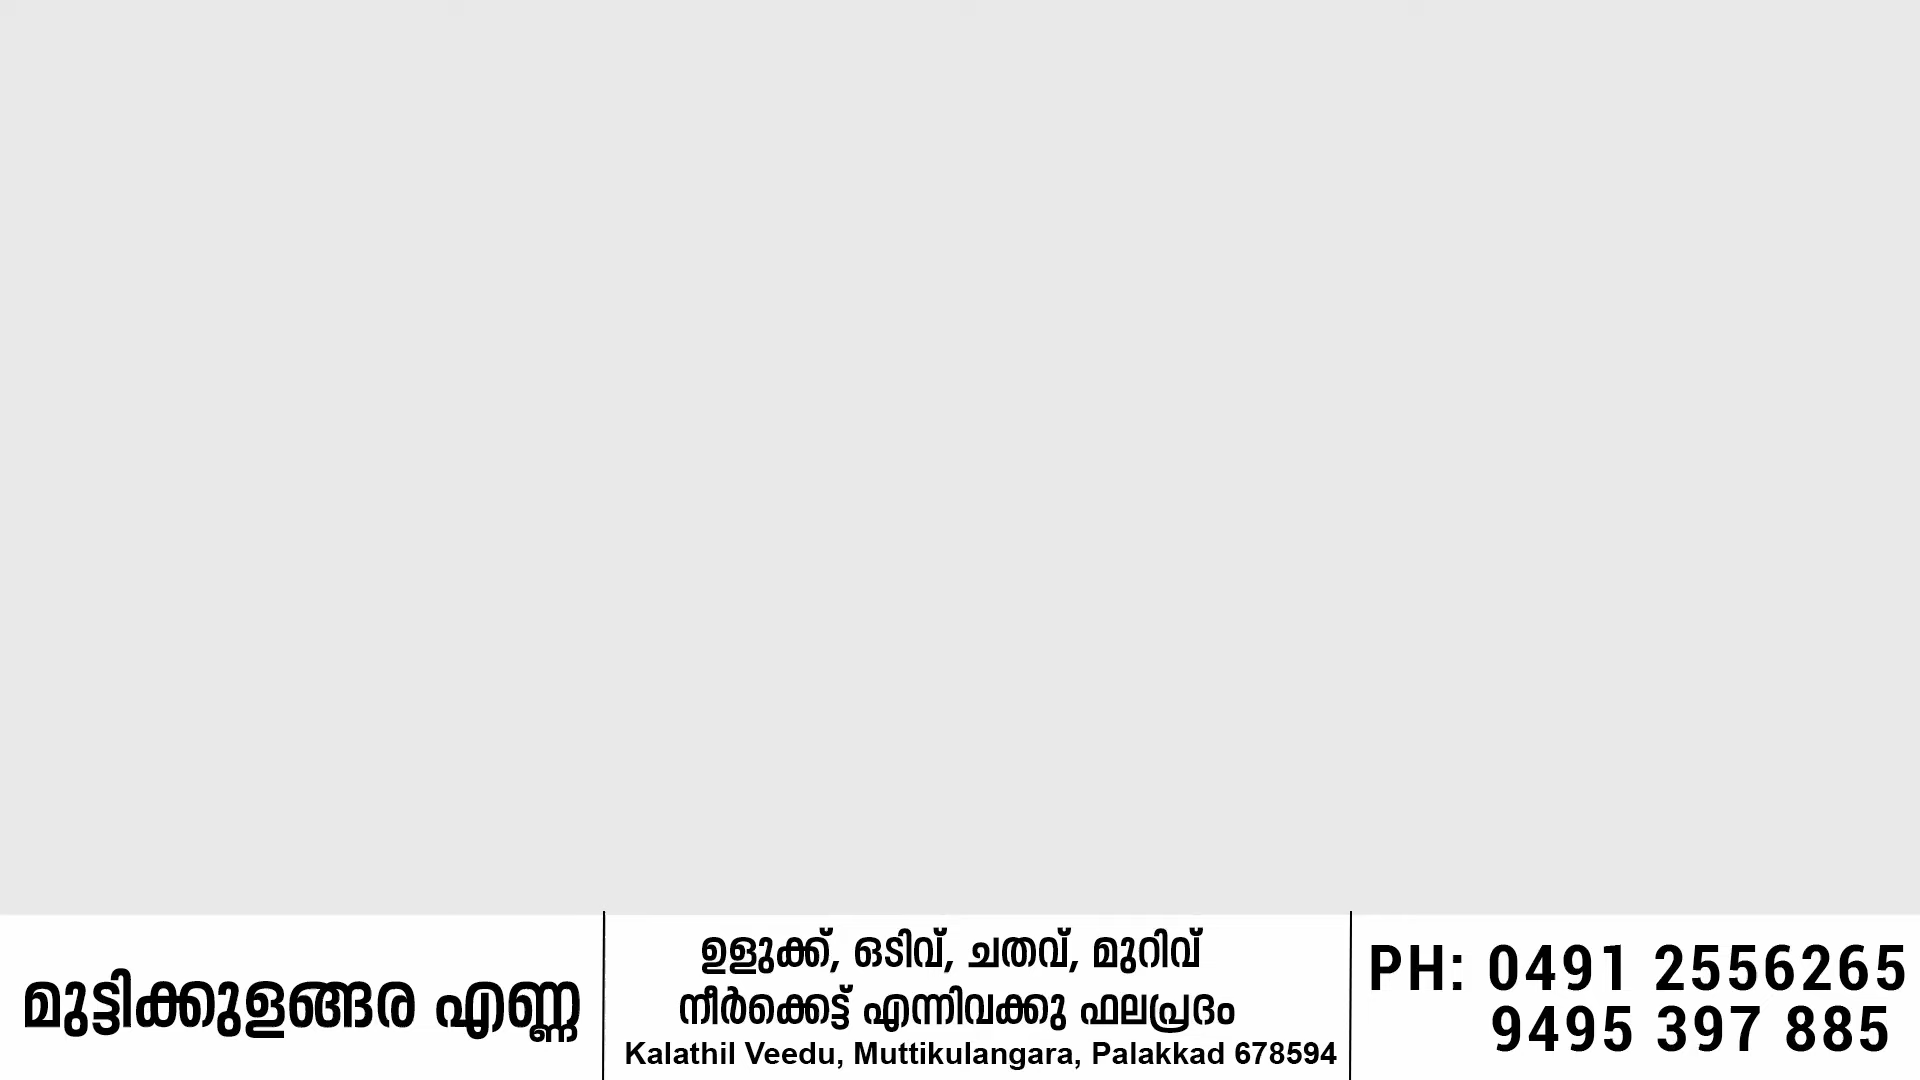 മുട്ടിക്കുളങ്ങര എണ്ണ
ഉളുക്ക്, ഒടിവ്, ചതവ്, മുറിവ്
നീർക്കെട്ട് എന്നിവക്കു ഫലപ്രദം
Kalathil Veedu, Muttikulangara, Palakkad 678594
PH: 0491 2556265
9495 397 885